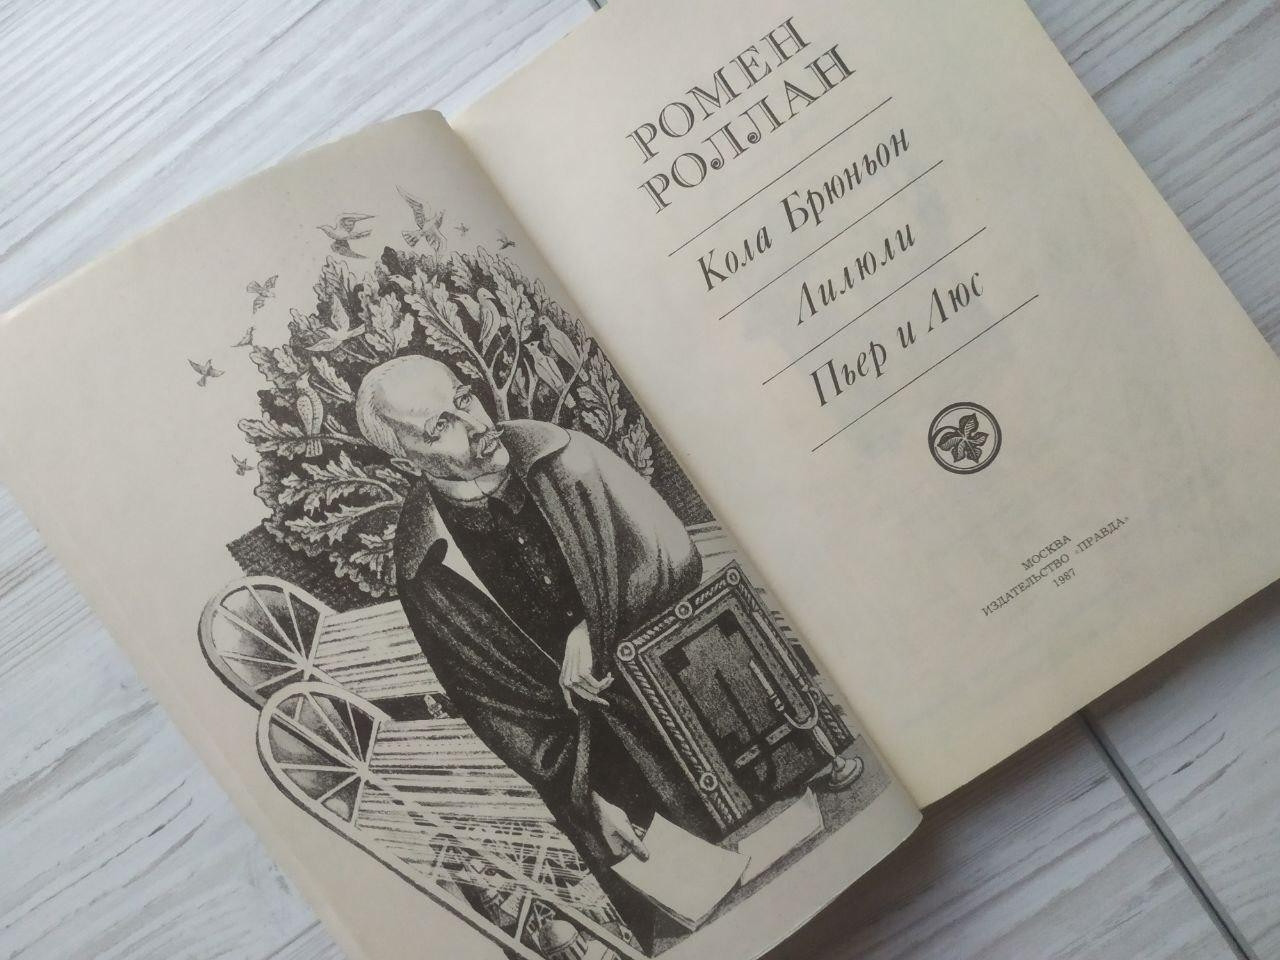 РОМЕН
РОЛЛАН
Кола Брюньон
Лилюли
Пьер и Люс
МОСКВА
ИЗДАТЕЛЬСТВО «ПРАВДА»
1987